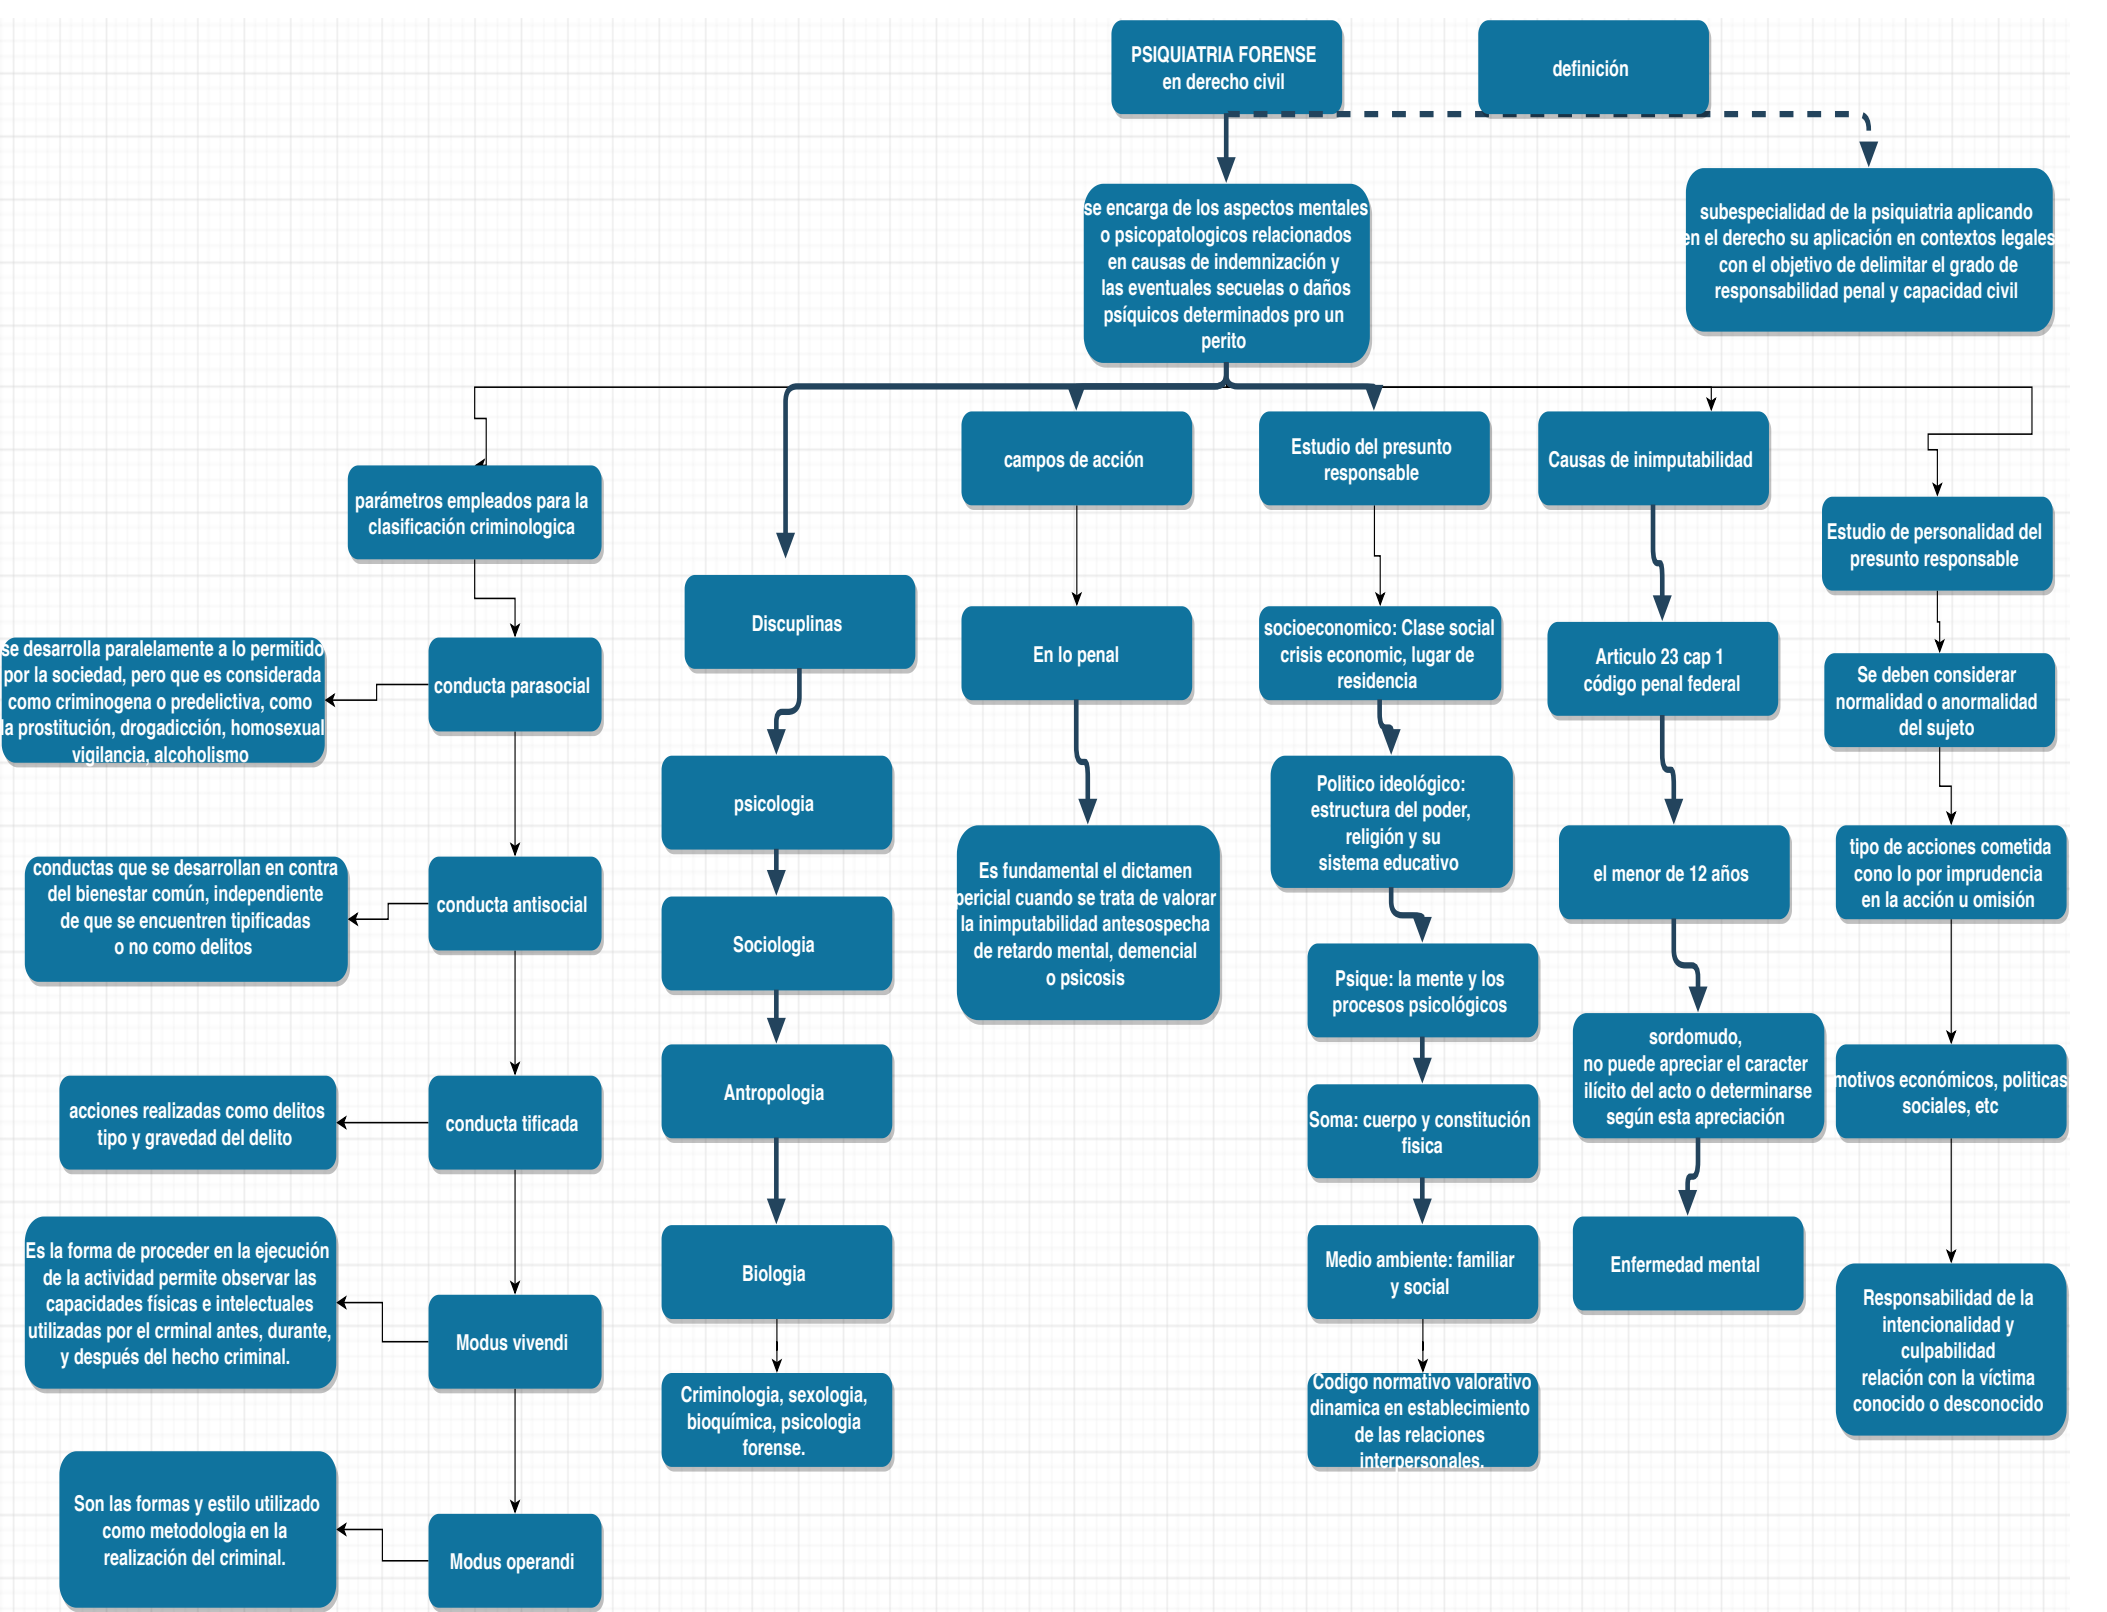 PSIQUIATRIA FORENSE
en derecho civil
definición
se encarga de los aspectos mentales
o psicopatologicos relacionados
en causas de indemnización y
las eventuales secuelas o daños
psíquicos determinados pro un
perito
subespecialidad de la psiquiatria aplicando
en el derecho su aplicación en contextos legales
con el objetivo de delimitar el grado de
responsabilidad penal y capacidad civil
parámetros empleados para la
clasificación criminologica
conducta parasocial
se desarrolla paralelamente a lo permitido
por la sociedad, pero que es considerada
como criminogena o predelictiva, como
la prostitución, drogadicción, homosexual
vigilancia, alcoholismo
conducta antisocial
conductas que se desarrollan en contra
del bienestar común, independiente
de que se encuentren tipificadas
o no como delitos
conducta tificada
acciones realizadas como delitos
tipo y gravedad del delito
Modus vivendi
Es la forma de proceder en la ejecución
de la actividad permite observar las
capacidades físicas e intelectuales
utilizadas por el crminal antes, durante,
y después del hecho criminal.
Modus operandi
Son las formas y estilo utilizado
como metodologia en la
realización del criminal.
Discuplinas
psicologia
Sociologia
Antropologia
Biologia
Criminologia, sexologia,
bioquímica, psicologia
forense.
campos de acción
En lo penal
Es fundamental el dictamen
pericial cuando se trata de valorar
la inimputabilidad antesospecha
de retardo mental, demencial
o psicosis
Estudio del presunto
responsable
socioeconomico: Clase social
crisis economic, lugar de
residencia
Politico ideológico:
estructura del poder,
religión y su
sistema educativo
Psique: la mente y los
procesos psicológicos
Soma: cuerpo y constitución
fisica
Medio ambiente: familiar
y social
Codigo normativo valorativo
dinamica en establecimiento
de las relaciones
interpersonales.
Causas de inimputabilidad
Articulo 23 cap 1
código penal federal
el menor de 12 años
sordomudo,
no puede apreciar el caracter
ilícito del acto o determinarse
según esta apreciación
Enfermedad mental
Estudio de personalidad del
presunto responsable
Se deben considerar
normalidad o anormalidad
del sujeto
tipo de acciones cometida
cono lo por imprudencia
en la acción u omisión
motivos económicos, politicas
sociales, etc
Responsabilidad de la
intencionalidad y
culpabilidad
relación con la víctima
conocido o desconocido